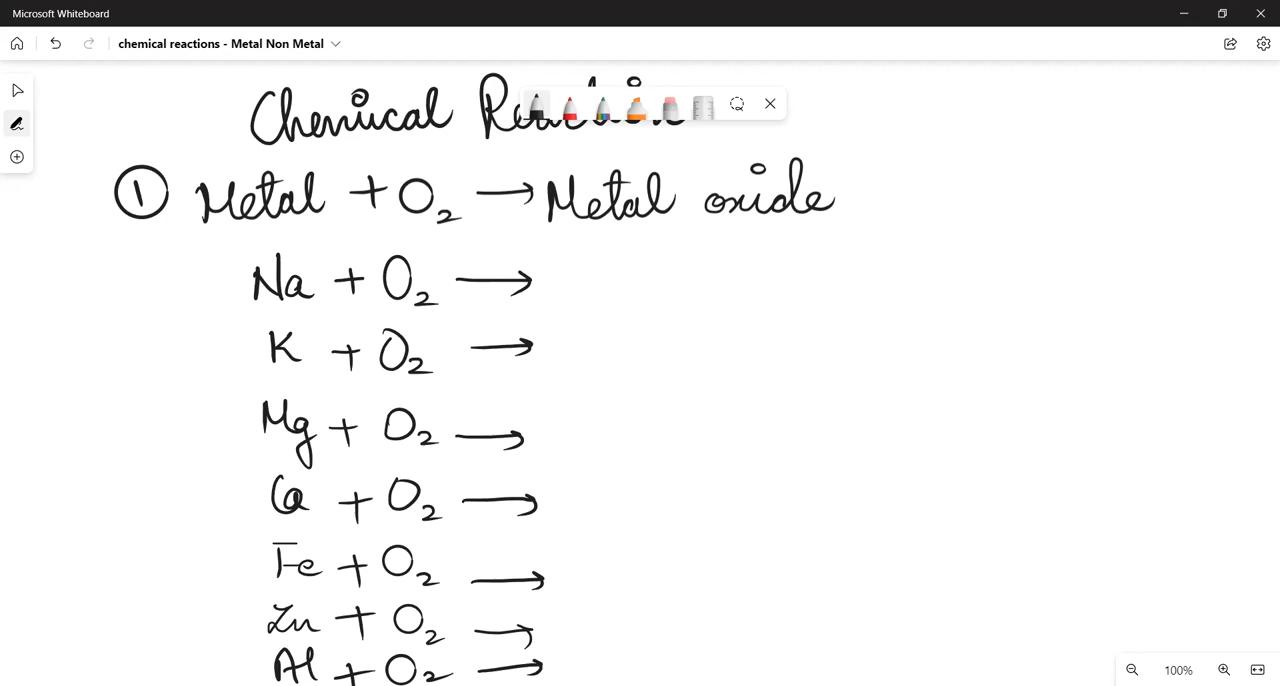 Microsoft Whiteboard
chemical reactions - Metal Non Metal
Chemical Reactions
① Metal + O₂ → Metal oxide
Na + O₂ →
K + O₂ →
Mg + O₂ →
Ca + O₂ →
Fe + O₂ →
Zn + O₂ →
Al + O₂ →
100%